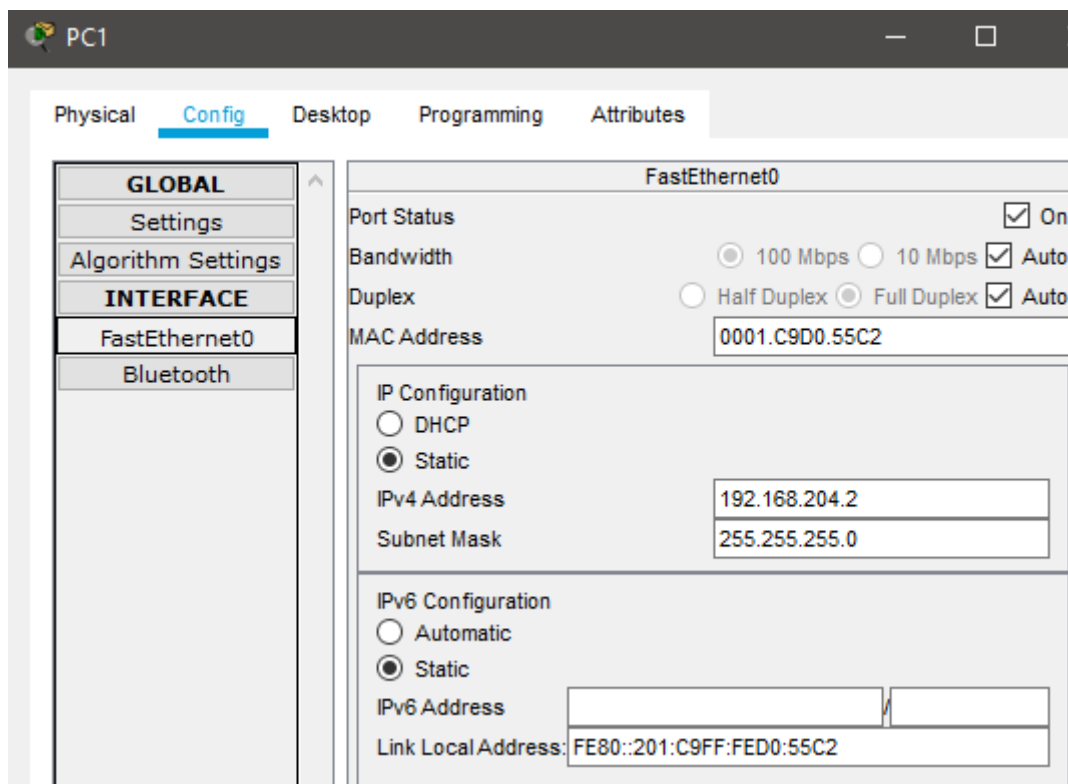 PC1
Physical Config Desktop Programming Attributes
GLOBAL
Settings
Algorithm Settings
INTERFACE
FastEthernet0
Bluetooth
FastEthernet0
Port Status On
Bandwidth 100 Mbps 10 Mbps Auto
Duplex Half Duplex Full Duplex Auto
MAC Address 0001.C9D0.55C2
IP Configuration
DHCP
Static
IPv4 Address 192.168.204.2
Subnet Mask 255.255.255.0
IPv6 Configuration
Automatic
Static
IPv6 Address /
Link Local Address: FE80::201:C9FF:FED0:55C2